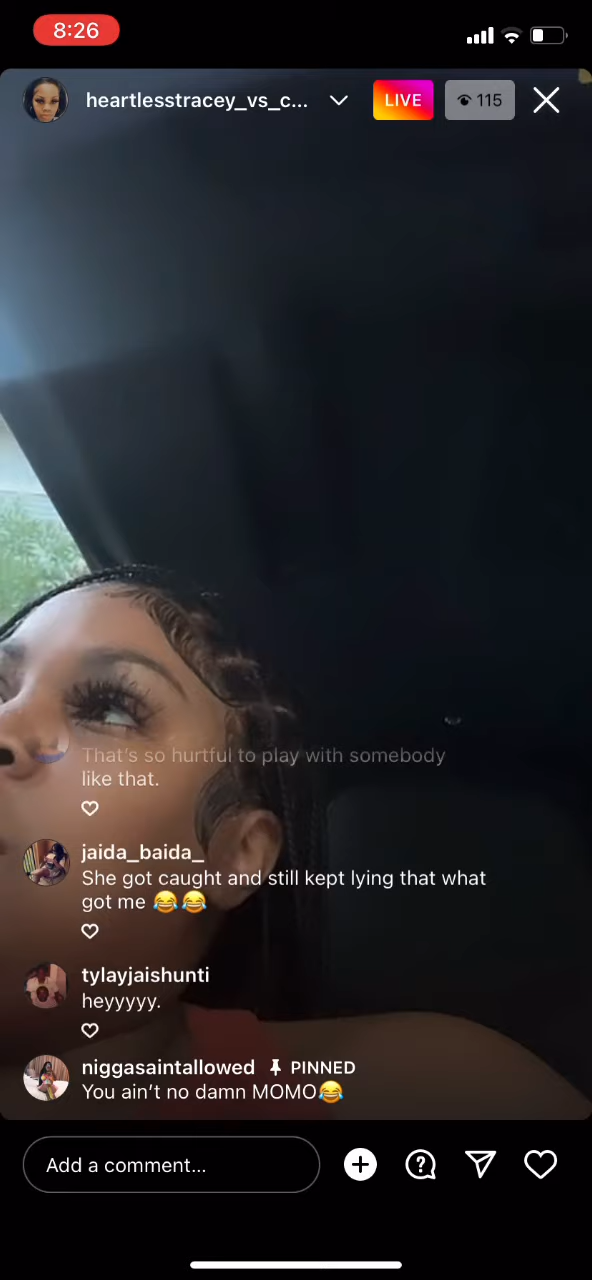 8:26
heartlesstracey_vs_c...
LIVE
115
That's so hurtful to play with somebody
like that.
jaida_baida_
She got caught and still kept lying that what
got me 😂😂
tylayjaishunti
heyyyyy.
niggasaintallowed PINNED
You ain't no damn MOMO😂
Add a comment...